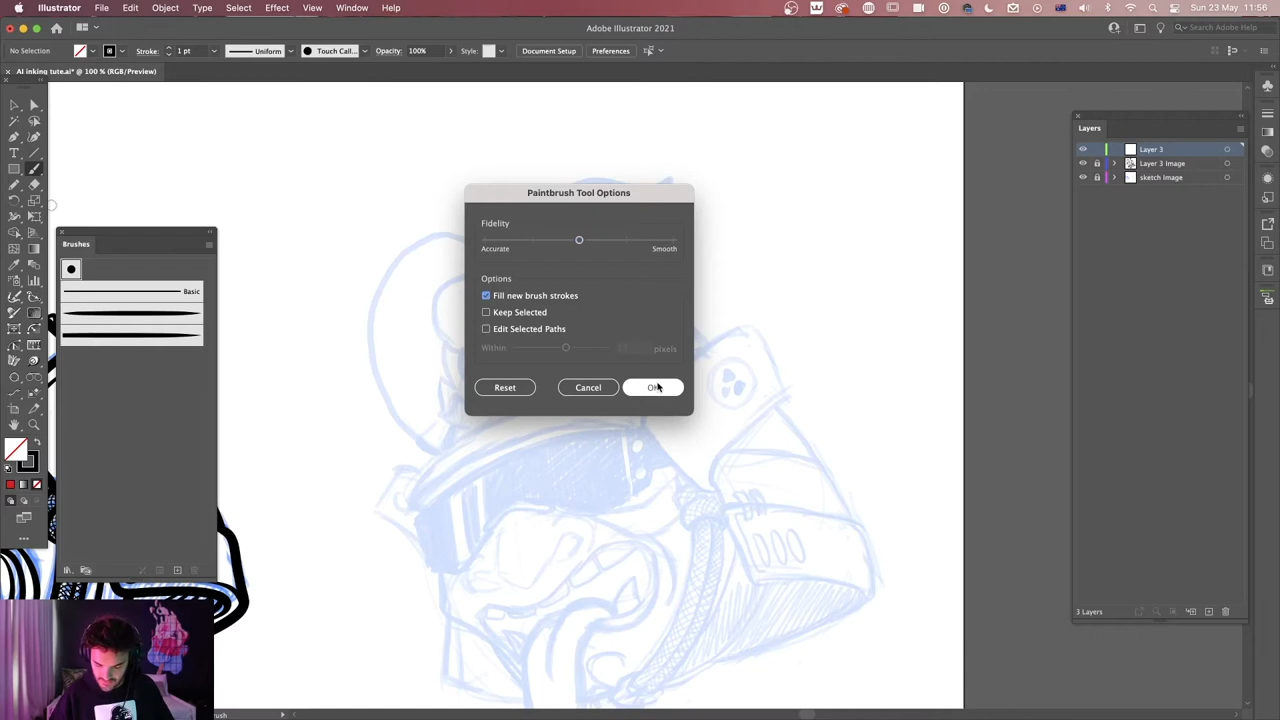 Illustrator File Edit Object Type Select Effect View Window Help Sun 23 May 11:56
Adobe Illustrator 2021 Search Adobe Help
No Selection Stroke: 1 pt Uniform Touch Call... Opacity: 100% Style: Document Setup Preferences
AI inking tute.ai* @ 100 % (RGB/Preview)
Layers
Layer 3
Layer 3 Image
sketch Image
Paintbrush Tool Options
Fidelity
Accurate Smooth
Options
Fill new brush strokes
Keep Selected
Edit Selected Paths
Within pixels
Reset Cancel
Brushes
Basic
3 Layers